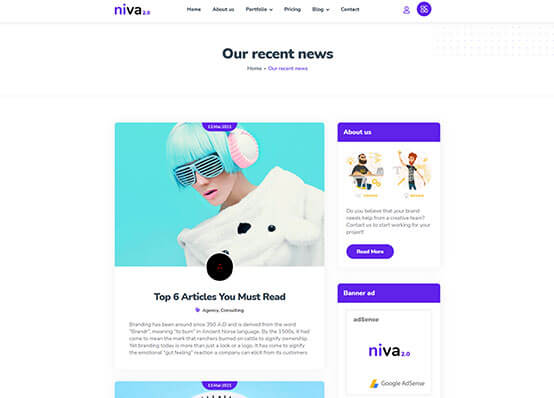 niva 2.0
Home About us Portfolio Pricing Blog Contact
Our recent news
Home • Our recent news
13 Mar, 2021
About us
Do you believe that your brand
needs help from a creative team?
Contact us to start working for your
project!
Read More
Top 6 Articles You Must Read
Agency, Consulting
Branding has been around since 350 A.D and is derived from the word
"Brandr", meaning "to burn" in Ancient Norse language. By the 1500s, it had
come to mean the mark that ranchers burned on cattle to signify ownership.
Yet branding today is more than just a look or a logo. It has come to signify
the emotional "gut feeling" reaction a company can elicit from its customers
Banner ad
adSense
niva 2.0
Google AdSense
13 Mar, 2021